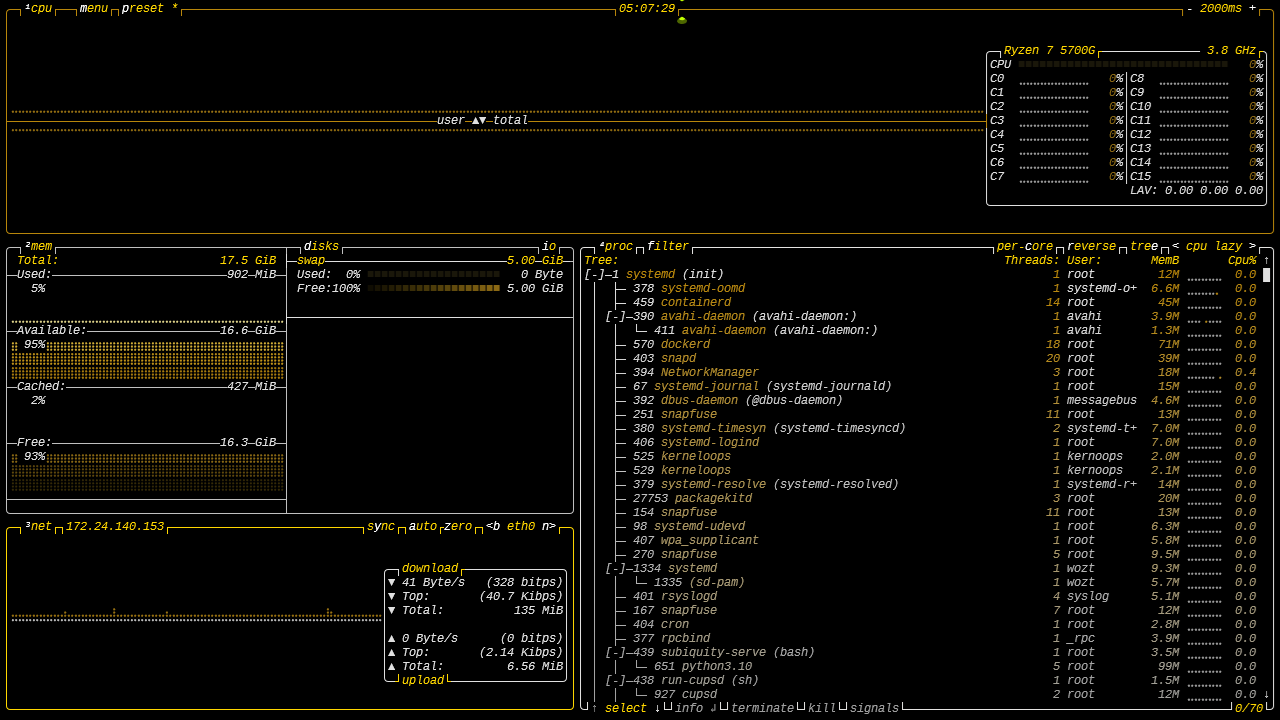 ¹cpu menu preset * 05:07:29 - 2000ms +
Ryzen 7 5700G 3.8 GHz
CPU 0%
C0 0% C8 0%
C1 0% C9 0%
C2 0% C10 0%
C3 0% C11 0%
C4 0% C12 0%
C5 0% C13 0%
C6 0% C14 0%
C7 0% C15 0%
LAV: 0.00 0.00 0.00
user ▲▼ total
²mem
Total: 17.5 GiB
Used: 902 MiB
5%
Available: 16.6 GiB
95%
Cached: 427 MiB
2%
Free: 16.3 GiB
93%
disks io
swap 5.00 GiB
Used: 0% 0 Byte
Free:100% 5.00 GiB
³net 172.24.140.153 sync auto zero <b eth0 n>
download
▼ 41 Byte/s (328 bitps)
▼ Top: (40.7 Kibps)
▼ Total: 135 MiB
▲ 0 Byte/s (0 bitps)
▲ Top: (2.14 Kibps)
▲ Total: 6.56 MiB
upload
⁴proc filter per-core reverse tree < cpu lazy >
Tree: Threads: User: MemB Cpu% ↑
[-]─1 systemd (init) 1 root 12M 0.0
├─ 378 systemd-oomd 1 systemd-o+ 6.6M 0.0
├─ 459 containerd 14 root 45M 0.0
[-]─390 avahi-daemon (avahi-daemon:) 1 avahi 3.9M 0.0
└─ 411 avahi-daemon (avahi-daemon:) 1 avahi 1.3M 0.0
├─ 570 dockerd 18 root 71M 0.0
├─ 403 snapd 20 root 39M 0.0
├─ 394 NetworkManager 3 root 18M 0.4
├─ 67 systemd-journal (systemd-journald) 1 root 15M 0.0
├─ 392 dbus-daemon (@dbus-daemon) 1 messagebus 4.6M 0.0
├─ 251 snapfuse 11 root 13M 0.0
├─ 380 systemd-timesyn (systemd-timesyncd) 2 systemd-t+ 7.0M 0.0
├─ 406 systemd-logind 1 root 7.0M 0.0
├─ 525 kerneloops 1 kernoops 2.0M 0.0
├─ 529 kerneloops 1 kernoops 2.1M 0.0
├─ 379 systemd-resolve (systemd-resolved) 1 systemd-r+ 14M 0.0
├─ 27753 packagekitd 3 root 20M 0.0
├─ 154 snapfuse 11 root 13M 0.0
├─ 98 systemd-udevd 1 root 6.3M 0.0
├─ 407 wpa_supplicant 1 root 5.8M 0.0
├─ 270 snapfuse 5 root 9.5M 0.0
[-]─1334 systemd 1 wozt 9.3M 0.0
└─ 1335 (sd-pam) 1 wozt 5.7M 0.0
├─ 401 rsyslogd 4 syslog 5.1M 0.0
├─ 167 snapfuse 7 root 12M 0.0
├─ 404 cron 1 root 2.8M 0.0
├─ 377 rpcbind 1 _rpc 3.9M 0.0
[-]─439 subiquity-serve (bash) 1 root 3.5M 0.0
└─ 651 python3.10 5 root 99M 0.0
[-]─438 run-cupsd (sh) 1 root 1.5M 0.0
└─ 927 cupsd 2 root 12M 0.0 ↓
↑ select ↓ info ↲ terminate kill signals 0/70